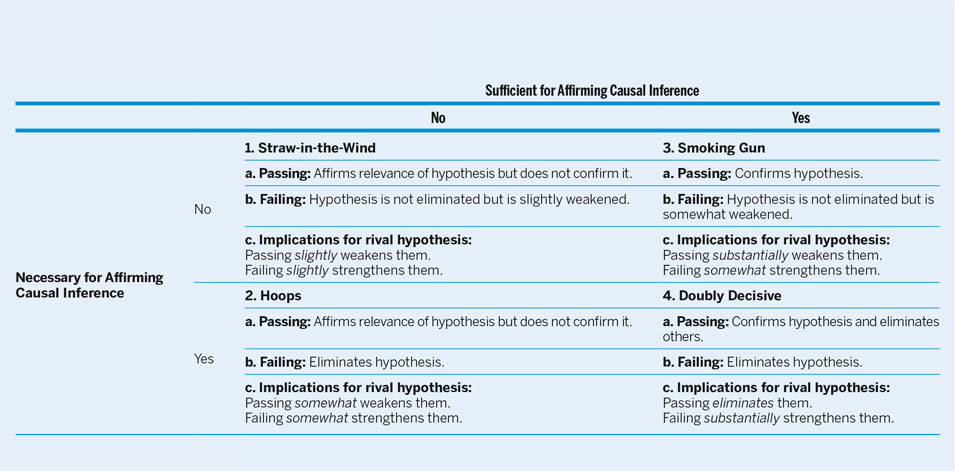 Sufficient for Affirming Causal Inference
No
Yes
Necessary for Affirming
Causal Inference
No
1. Straw-in-the-Wind
a. Passing: Affirms relevance of hypothesis but does not confirm it.
b. Failing: Hypothesis is not eliminated but is slightly weakened.
c. Implications for rival hypothesis:
Passing slightly weakens them.
Failing slightly strengthens them.
3. Smoking Gun
a. Passing: Confirms hypothesis.
b. Failing: Hypothesis is not eliminated but is
somewhat weakened.
c. Implications for rival hypothesis:
Passing substantially weakens them.
Failing somewhat strengthens them.
Yes
2. Hoops
a. Passing: Affirms relevance of hypothesis but does not confirm it.
b. Failing: Eliminates hypothesis.
c. Implications for rival hypothesis:
Passing somewhat weakens them.
Failing somewhat strengthens them.
4. Doubly Decisive
a. Passing: Confirms hypothesis and eliminates
others.
b. Failing: Eliminates hypothesis.
c. Implications for rival hypothesis:
Passing eliminates them.
Failing substantially strengthens them.